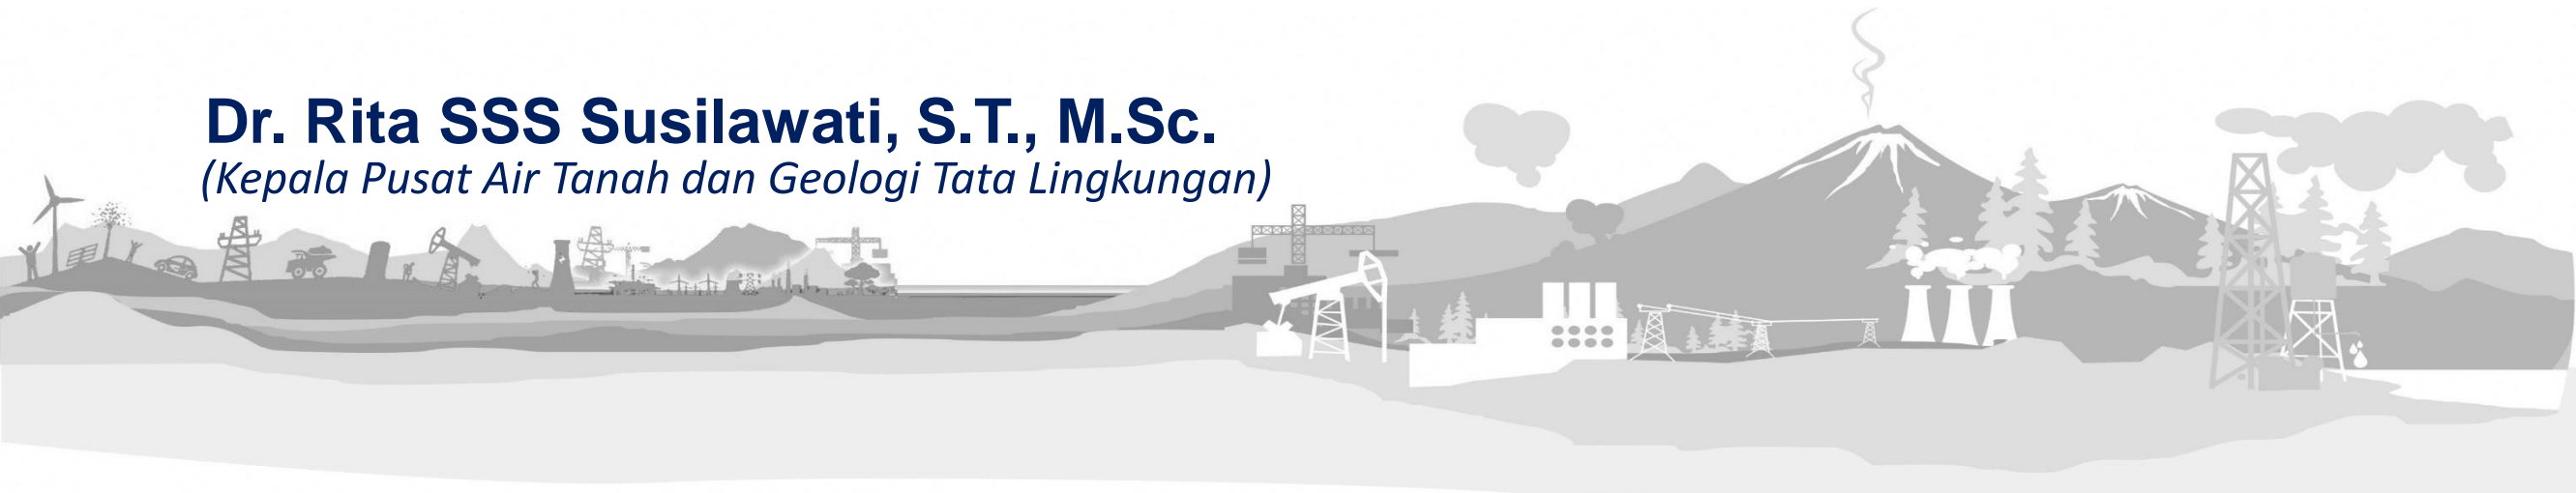 Dr. Rita SSS Susilawati, S.T., M.Sc.
(Kepala Pusat Air Tanah dan Geologi Tata Lingkungan)